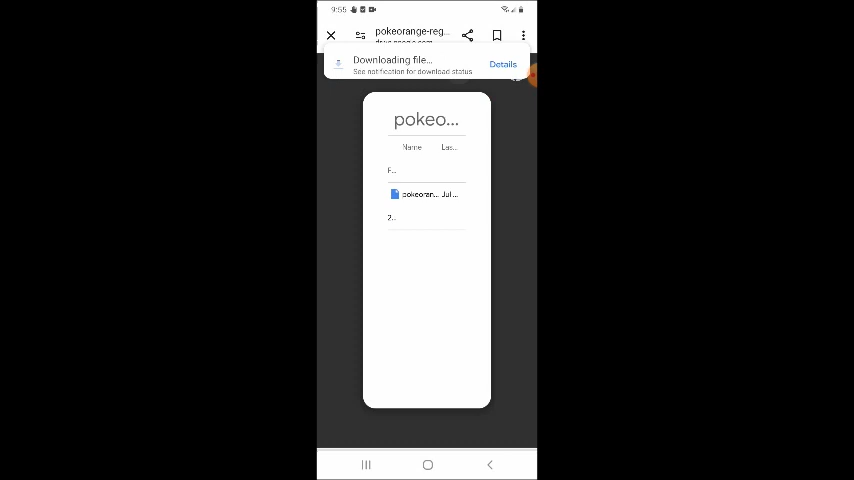 9:55
pokeorange-reg...
Downloading file...
See notification for download status
Details
pokeo...
Name Las...
F...
pokeoran... Jul ...
2...